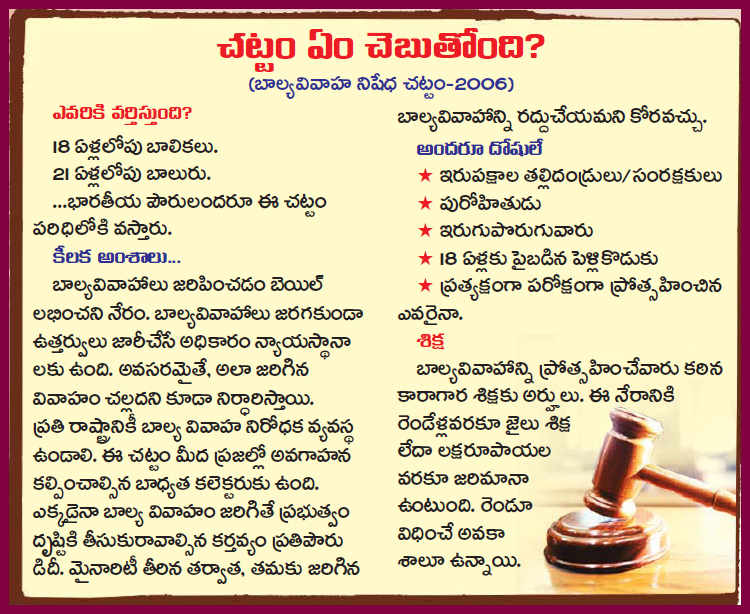 చట్టం ఏం చెబుతోంది?
(బాల్యవివాహ నిషేధ చట్టం-2006)
ఎవరికి వర్తిస్తుంది?
18 ఏళ్లలోపు బాలికలు.
21 ఏళ్లలోపు బాలురు.
...భారతీయ పౌరులందరూ ఈ చట్టం
పరిధిలోకి వస్తారు.
కీలక అంశాలు...
బాల్యవివాహాలు జరిపించడం బెయిల్
లభించని నేరం. బాల్యవివాహాలు జరగకుండా
ఉత్తర్వులు జారీచేసే అధికారం న్యాయస్థానా
లకు ఉంది. అవసరమైతే, అలా జరిగిన
వివాహం చల్లదని కూడా నిర్ధారిస్తాయి.
ప్రతి రాష్ట్రానికీ బాల్య వివాహ నిరోధక వ్యవస్థ
ఉండాలి. ఈ చట్టం మీద ప్రజల్లో అవగాహన
కల్పించాల్సిన బాధ్యత కలెక్టరుకు ఉంది.
ఎక్కడైనా బాల్య వివాహం జరిగితే ప్రభుత్వం
దృష్టికి తీసుకురావాల్సిన కర్తవ్యం ప్రతిపౌరు
డిదీ. మైనారిటీ తీరిన తర్వాత, తమకు జరిగిన
బాల్యవివాహాన్ని రద్దుచేయమని కోరవచ్చు.
అందరూ దోషులే
★ ఇరుపక్షాల తల్లిదండ్రులు/సంరక్షకులు
★ పురోహితుడు
★ ఇరుగుపొరుగువారు
★ 18 ఏళ్లకు పైబడిన పెళ్లికొడుకు
★ ప్రత్యక్షంగా పరోక్షంగా ప్రోత్సహించిన
ఎవరైనా.
శిక్ష
బాల్యవివాహాన్ని ప్రోత్సహించేవారు కఠిన
కారాగార శిక్షకు అర్హులు. ఈ నేరానికి
రెండేళ్లవరకూ జైలు శిక్ష
లేదా లక్షరూపాయల
వరకూ జరిమానా
ఉంటుంది. రెండూ
విధించే అవకా
శాలూ ఉన్నాయి.